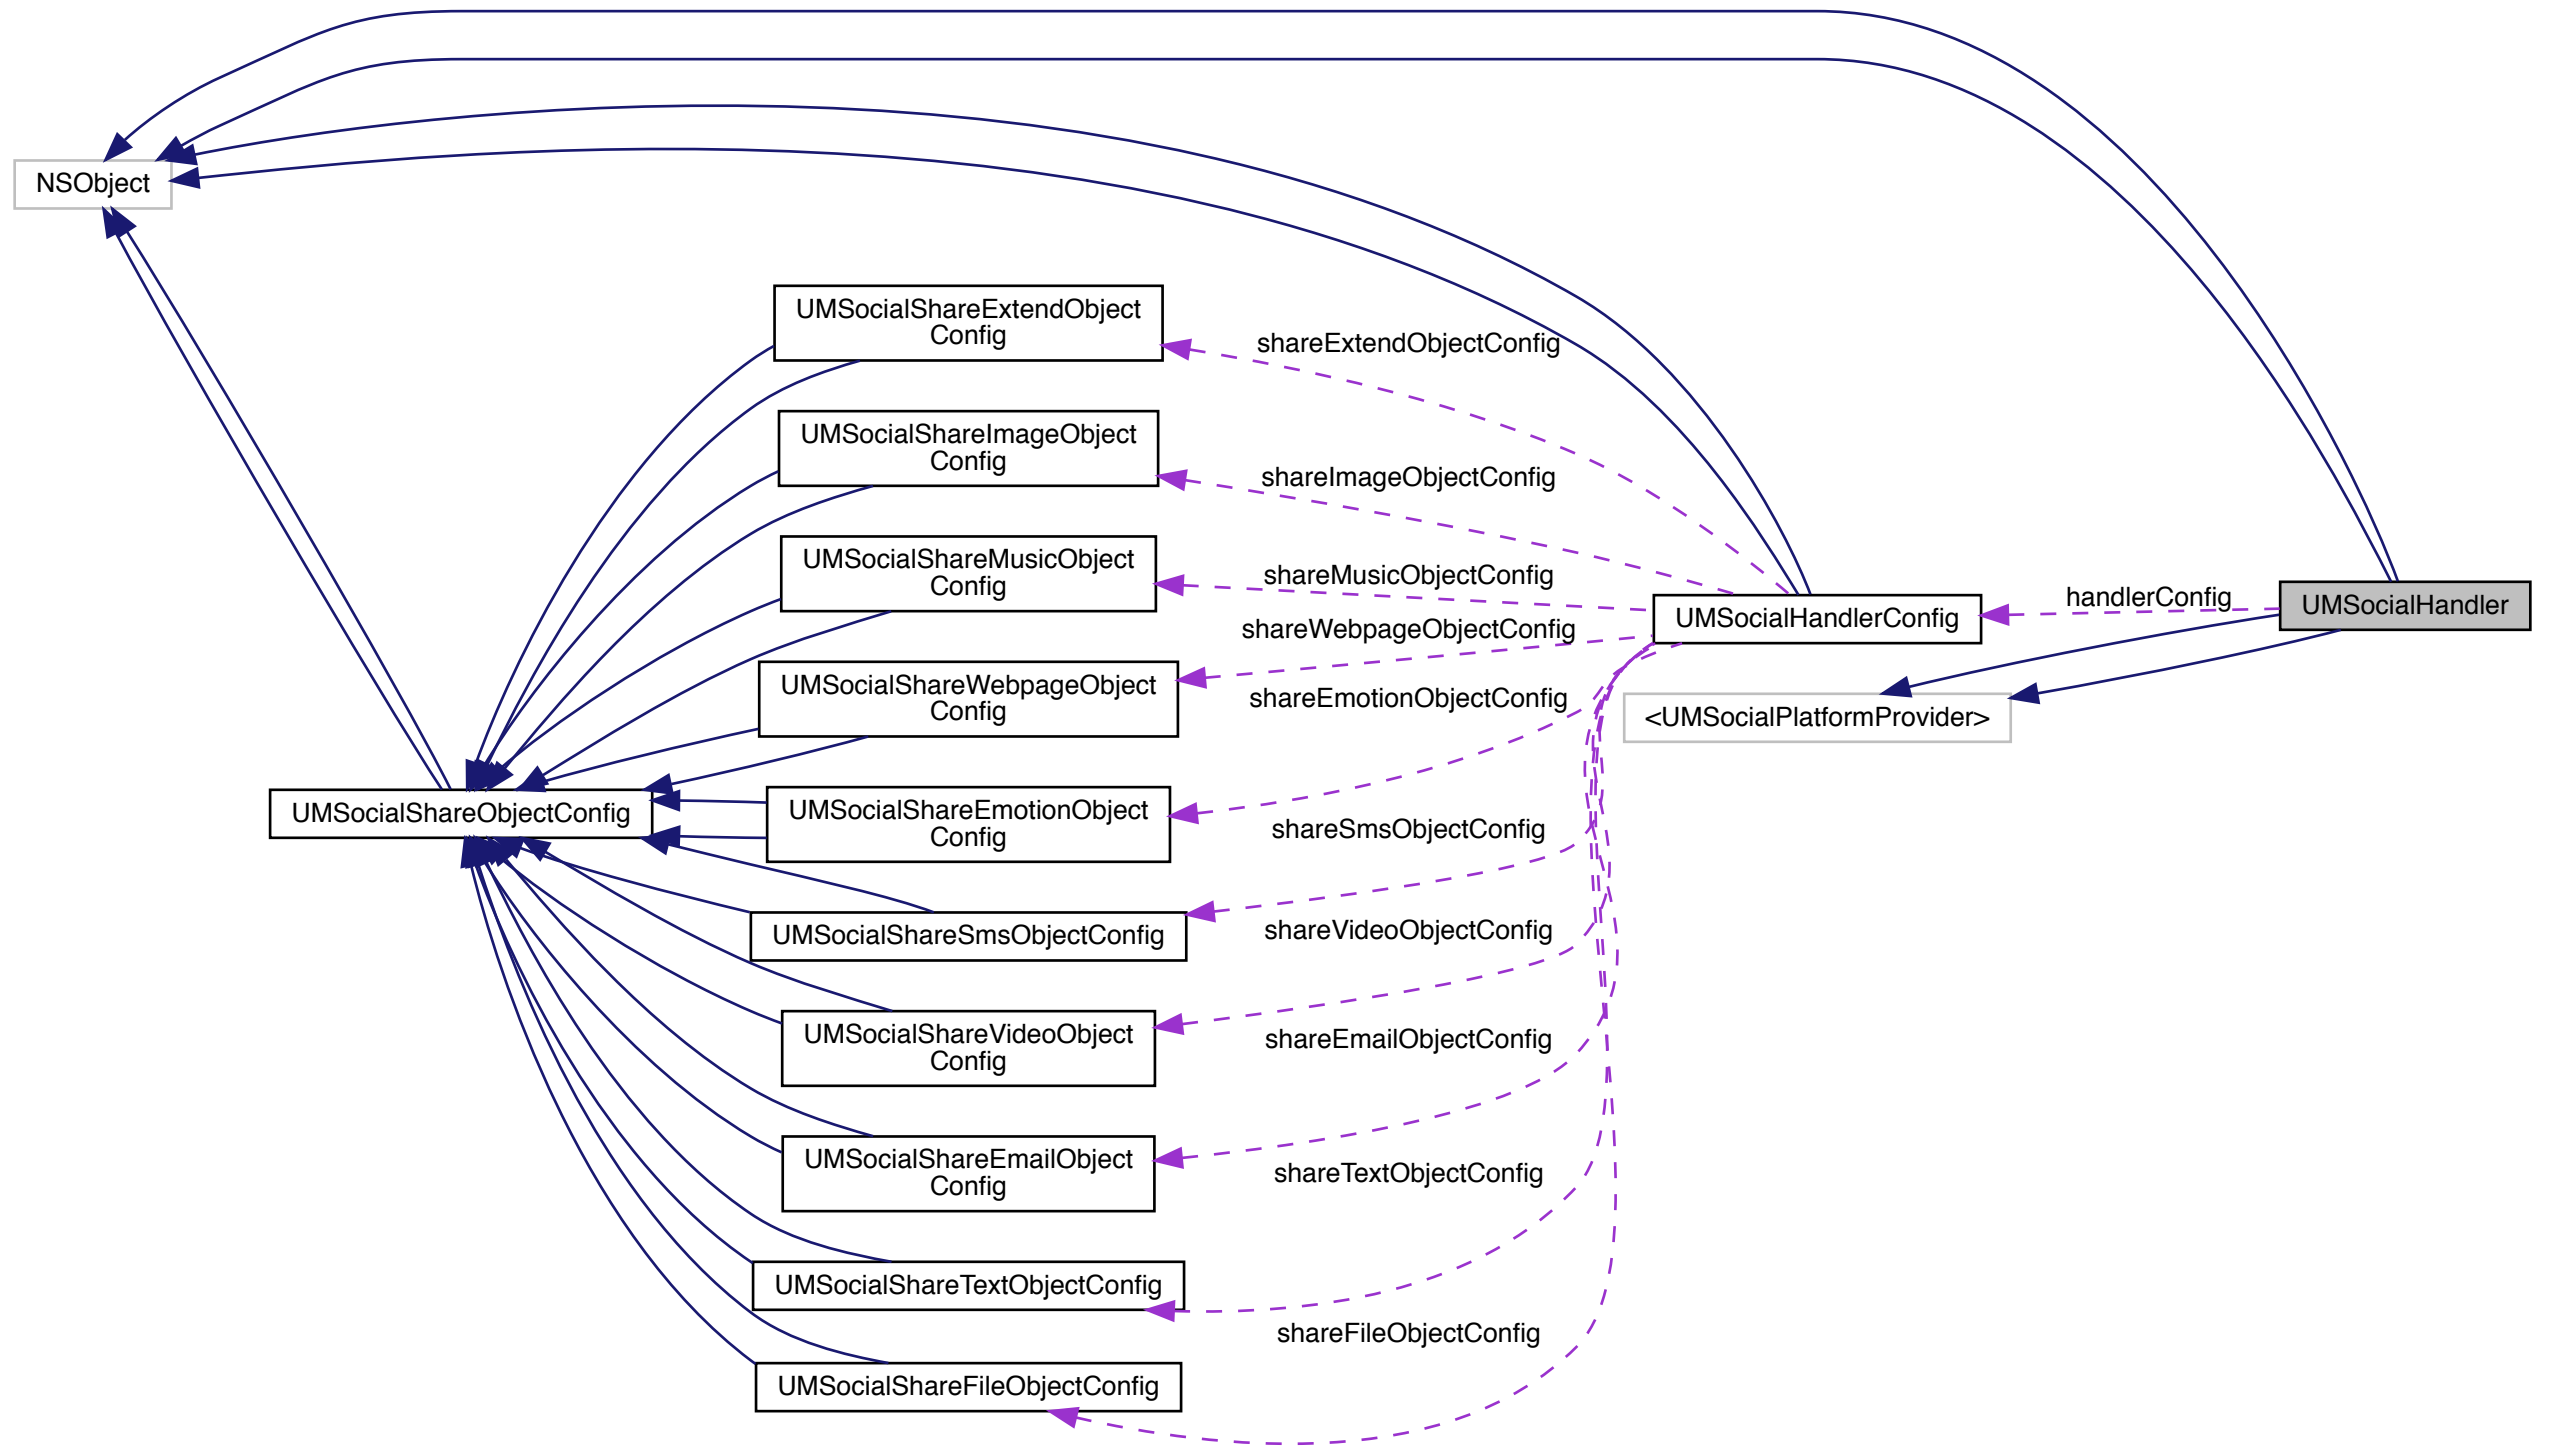 NSObject
UMSocialShareExtendObject
Config
shareExtendObjectConfig
UMSocialShareImageObject
Config
shareImageObjectConfig
UMSocialShareMusicObject
Config
shareMusicObjectConfig
handlerConfig
UMSocialHandler
UMSocialHandlerConfig
shareWebpageObjectConfig
UMSocialShareWebpageObject
Config
shareEmotionObjectConfig
<UMSocialPlatformProvider>
UMSocialShareObjectConfig
UMSocialShareEmotionObject
Config
shareSmsObjectConfig
UMSocialShareSmsObjectConfig
shareVideoObjectConfig
UMSocialShareVideoObject
Config
shareEmailObjectConfig
UMSocialShareEmailObject
Config
shareTextObjectConfig
UMSocialShareTextObjectConfig
shareFileObjectConfig
UMSocialShareFileObjectConfig